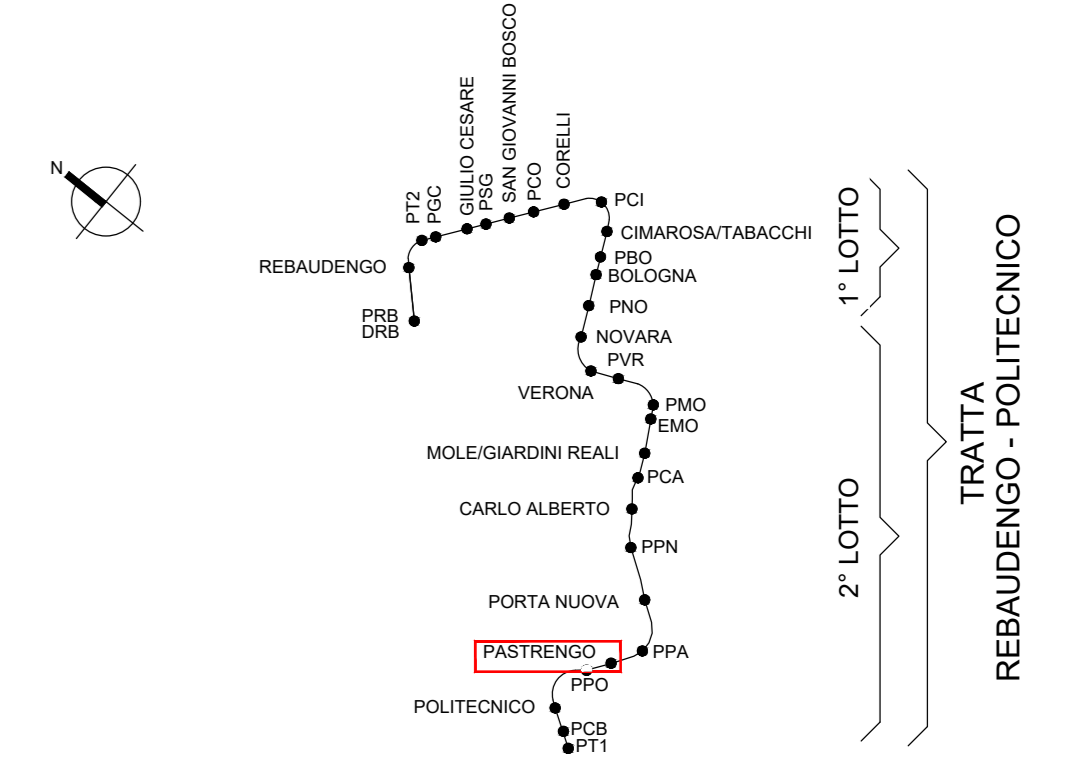 N
PT2
PGC
GIULIO CESARE
PSG
SAN GIOVANNI BOSCO
PCO
CORELLI
PCI
CIMAROSA/TABACCHI
REBAUDENGO
PBO
BOLOGNA
PRB
DRB
PNO
NOVARA
PVR
VERONA
PMO
EMO
MOLE/GIARDINI REALI
PCA
CARLO ALBERTO
PPN
PORTA NUOVA
PASTRENGO
PPA
PPO
POLITECNICO
PCB
PT1
1° LOTTO
2° LOTTO
TRATTA
REBAUDENGO - POLITECNICO